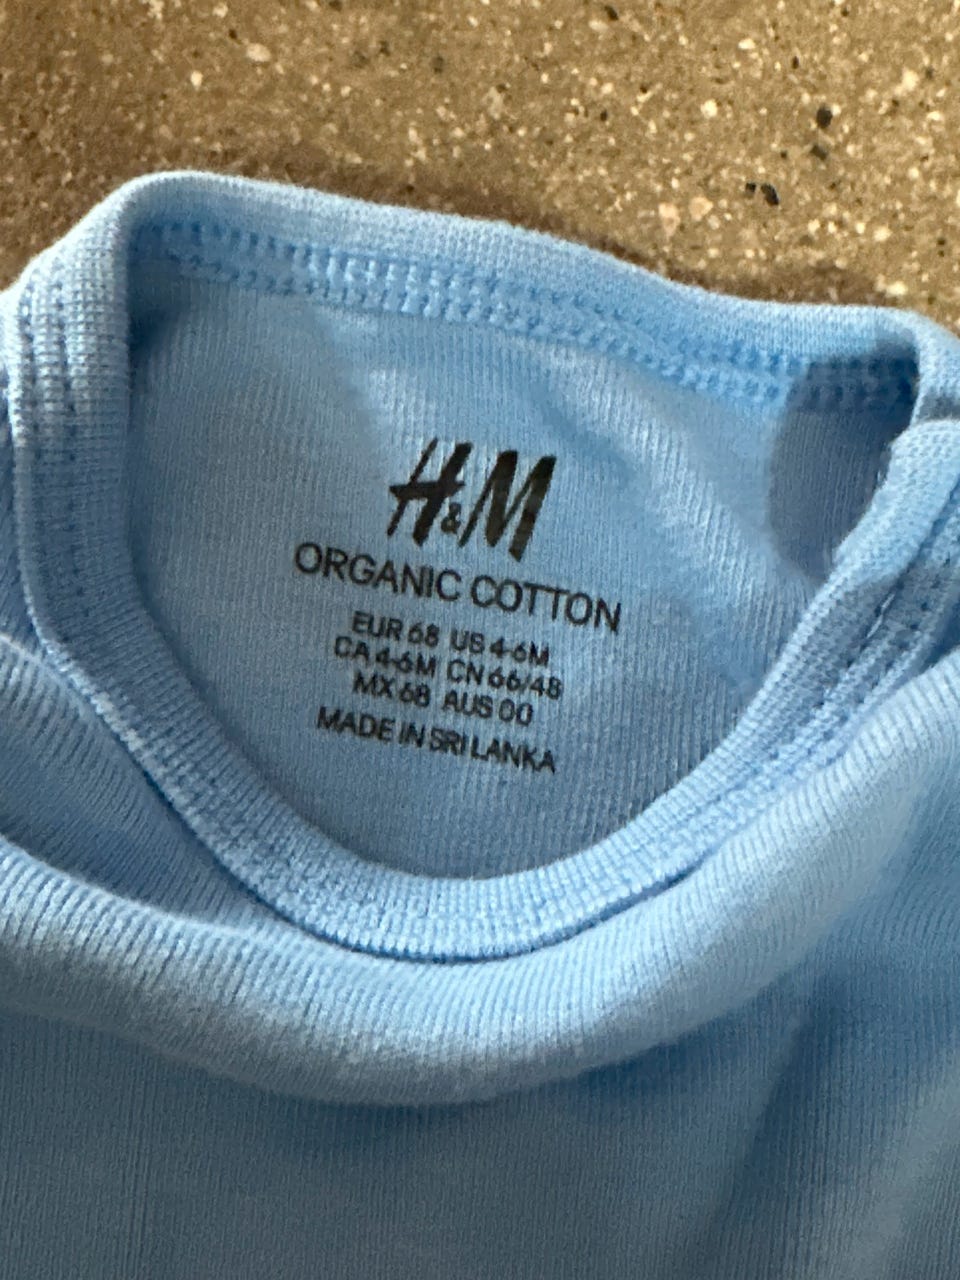 H&M
ORGANIC COTTON
EUR 68 US 4-6M
CA 4-6M CN 66/48
MX 68 AUS 00
MADE IN SRI LANKA